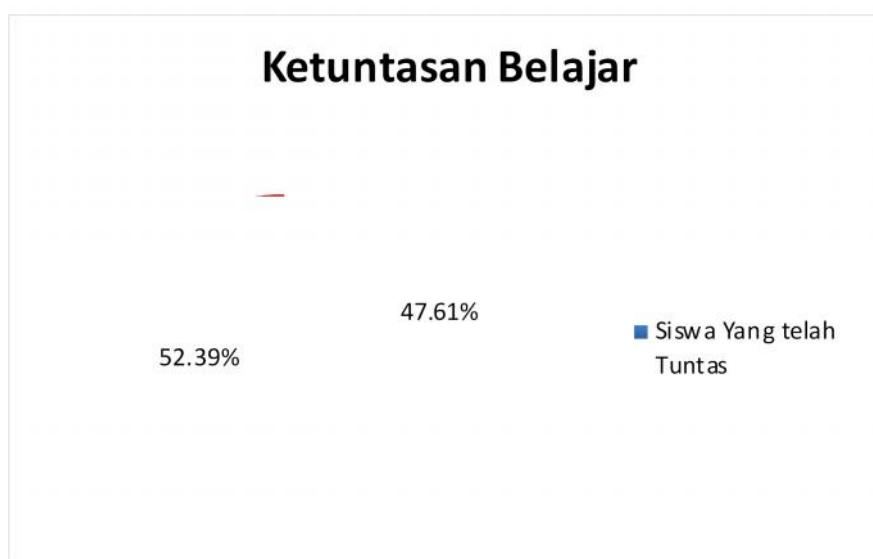 Ketuntasan Belajar
47.61%
52.39%
Siswa Yang telah
Tuntas